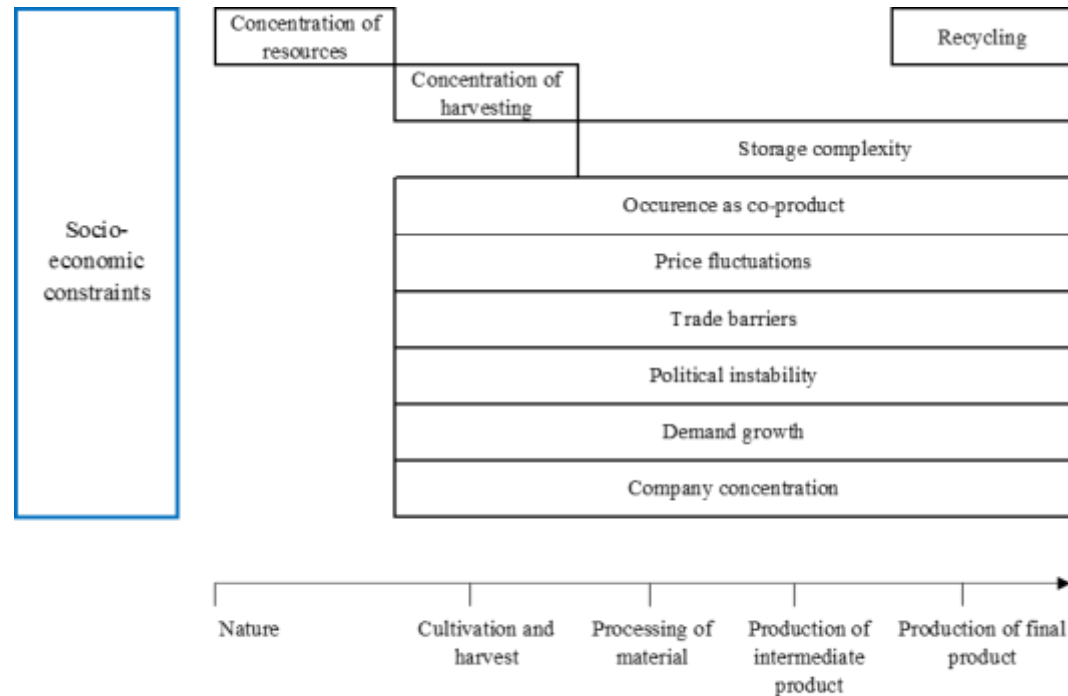 Concentration of
resources
Recycling
Concentration of
harvesting
Storage complexity
Occurence as co-product
Socio-
economic
constraints
Price fluctuations
Trade barriers
Political instability
Demand growth
Company concentration
Nature
Cultivation and
harvest
Processing of
material
Production of
intermediate
product
Production of final
product